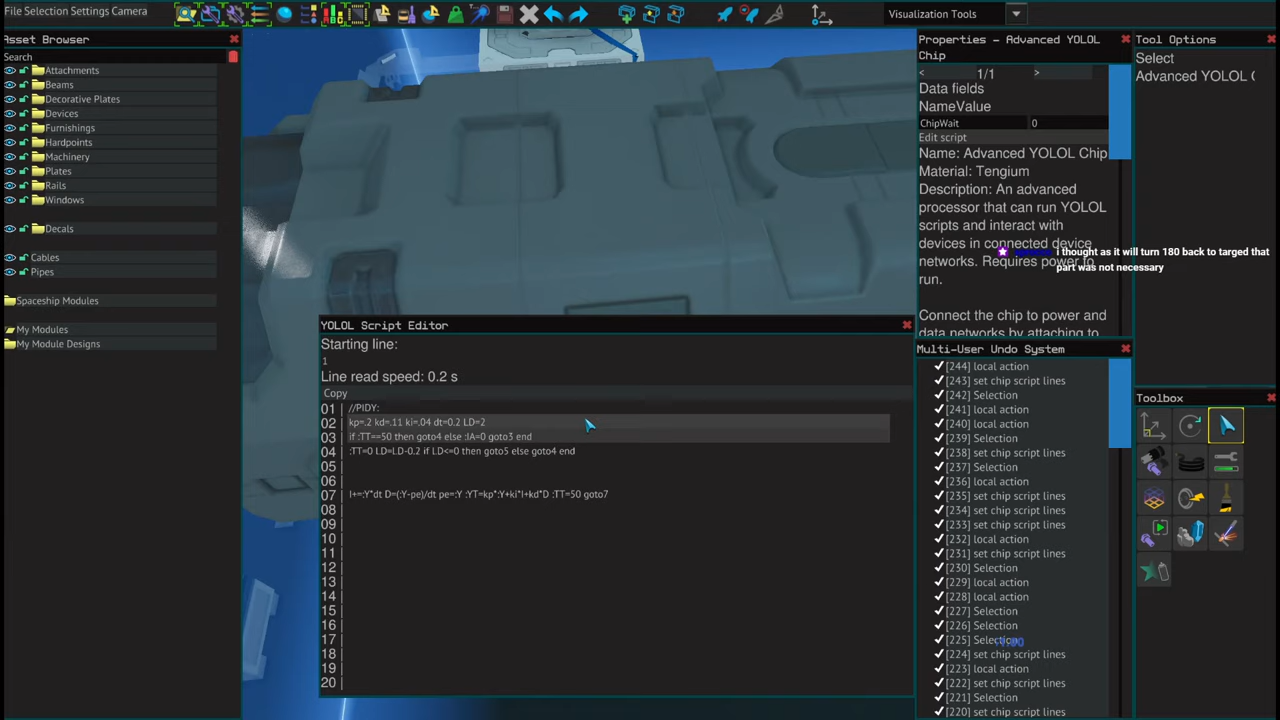 File Selection Settings Camera
Visualization Tools
Asset Browser
Search
Attachments
Beams
Decorative Plates
Devices
Furnishings
Hardpoints
Machinery
Plates
Rails
Windows
Decals
Cables
Pipes
Spaceship Modules
My Modules
My Module Designs
YOLOL Script Editor
Starting line:
1
Line read speed: 0.2 s
Copy
01 //PIDY:
02 kp=.2 kd=.11 ki=.04 dt=0.2 LD=2
03 if :TT==50 then goto4 else :IA=0 goto3 end
04 :TT=0 LD=LD-0.2 if LD<=0 then goto5 else goto4 end
05
06
07 I+=:Y*dt D=(:Y-pe)/dt pe=:Y :YT=kp*:Y+ki*I+kd*D :TT=50 goto7
08
09
10
11
12
13
14
15
16
17
18
19
20
Properties - Advanced YOLOL
Chip
< 1/1 >
Data fields
NameValue
ChipWait 0
Edit script
Name: Advanced YOLOL Chip
Material: Tengium
Description: An advanced
processor that can run YOLOL
scripts and interact with
devices in connected device
networks. Requires power to
run.
Connect the chip to power and
data networks by attaching to
i thought as it will turn 180 back to targed that
part was not necessary
Multi-User Undo System
[244] local action
[243] set chip script lines
[242] Selection
[241] local action
[240] local action
[239] Selection
[238] set chip script lines
[237] Selection
[236] local action
[235] set chip script lines
[234] set chip script lines
[233] set chip script lines
[232] local action
[231] set chip script lines
[230] Selection
[229] local action
[228] local action
[227] Selection
[226] Selection
[225] Selection
[224] set chip script lines
[223] local action
[222] set chip script lines
[221] Selection
[220] set chip script lines
Tool Options
Select
Advanced YOLOL
Toolbox